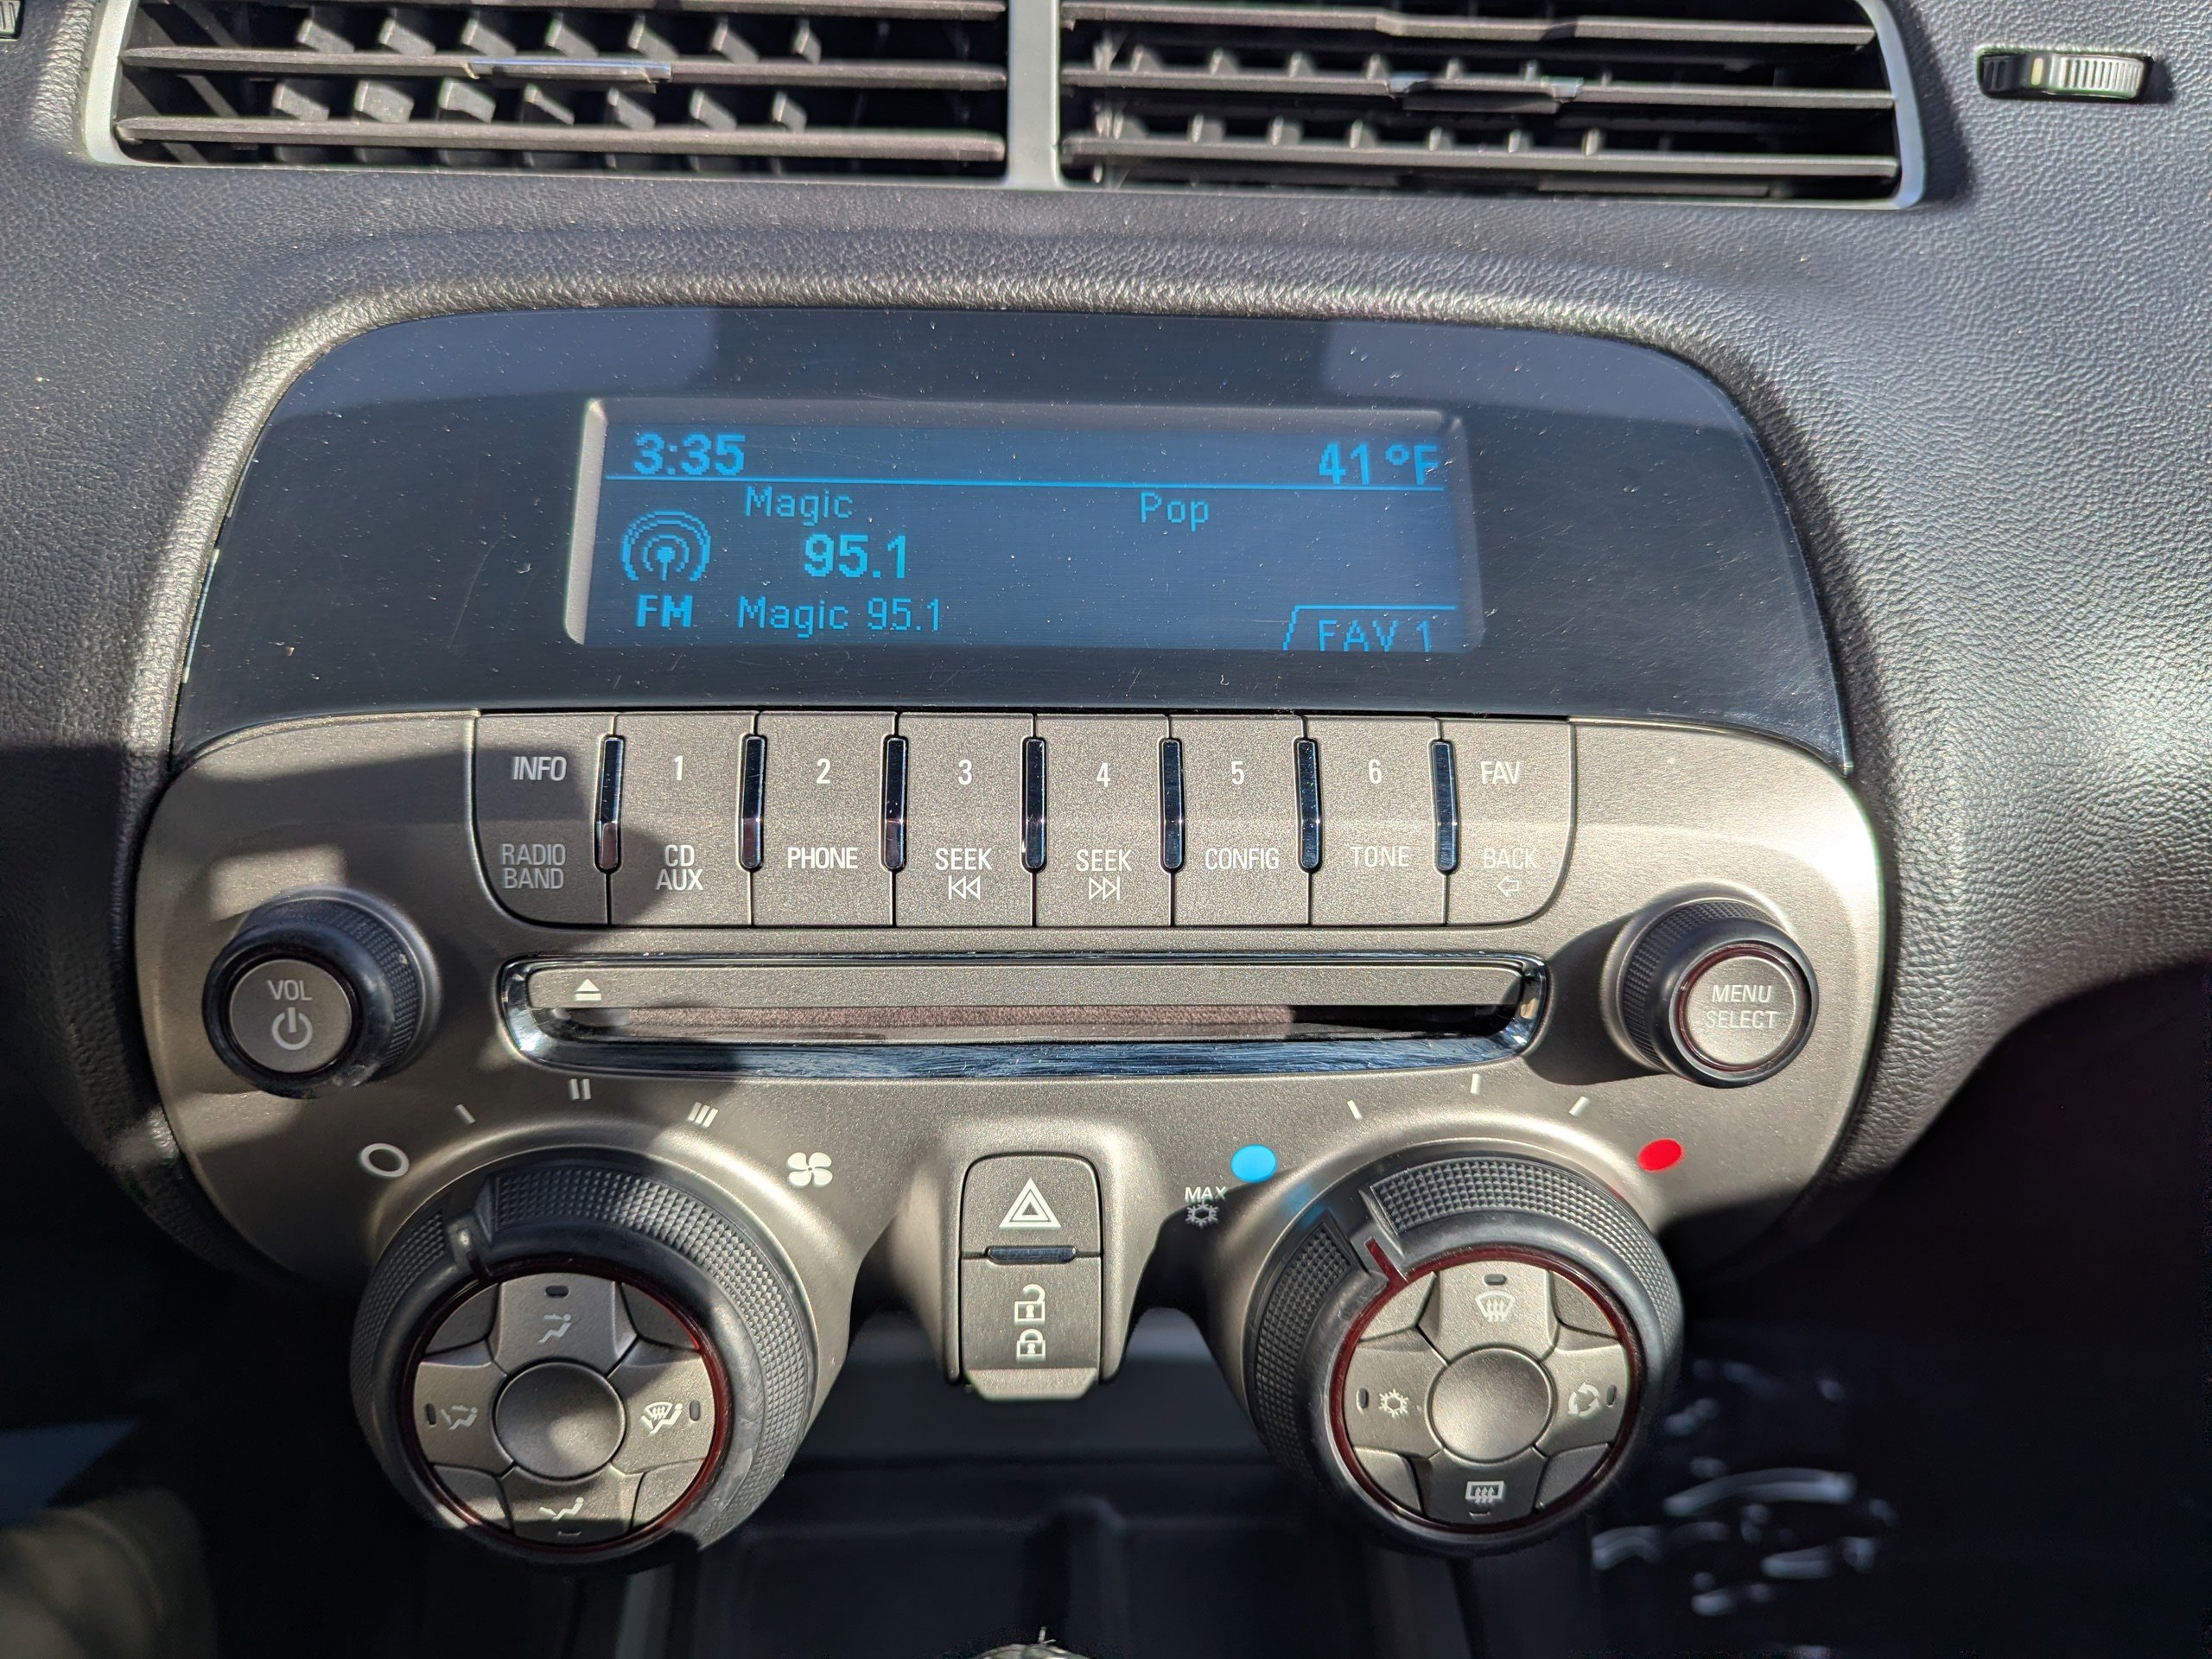 3:35 41°F
Magic Pop
95.1
FM Magic 95.1
FAV 1
INFO 1 2 3 4 5 6 FAV
RADIO BAND
CD AUX
PHONE
SEEK
SEEK
CONFIG
TONE
BACK
VOL
MENU
SELECT
MAX